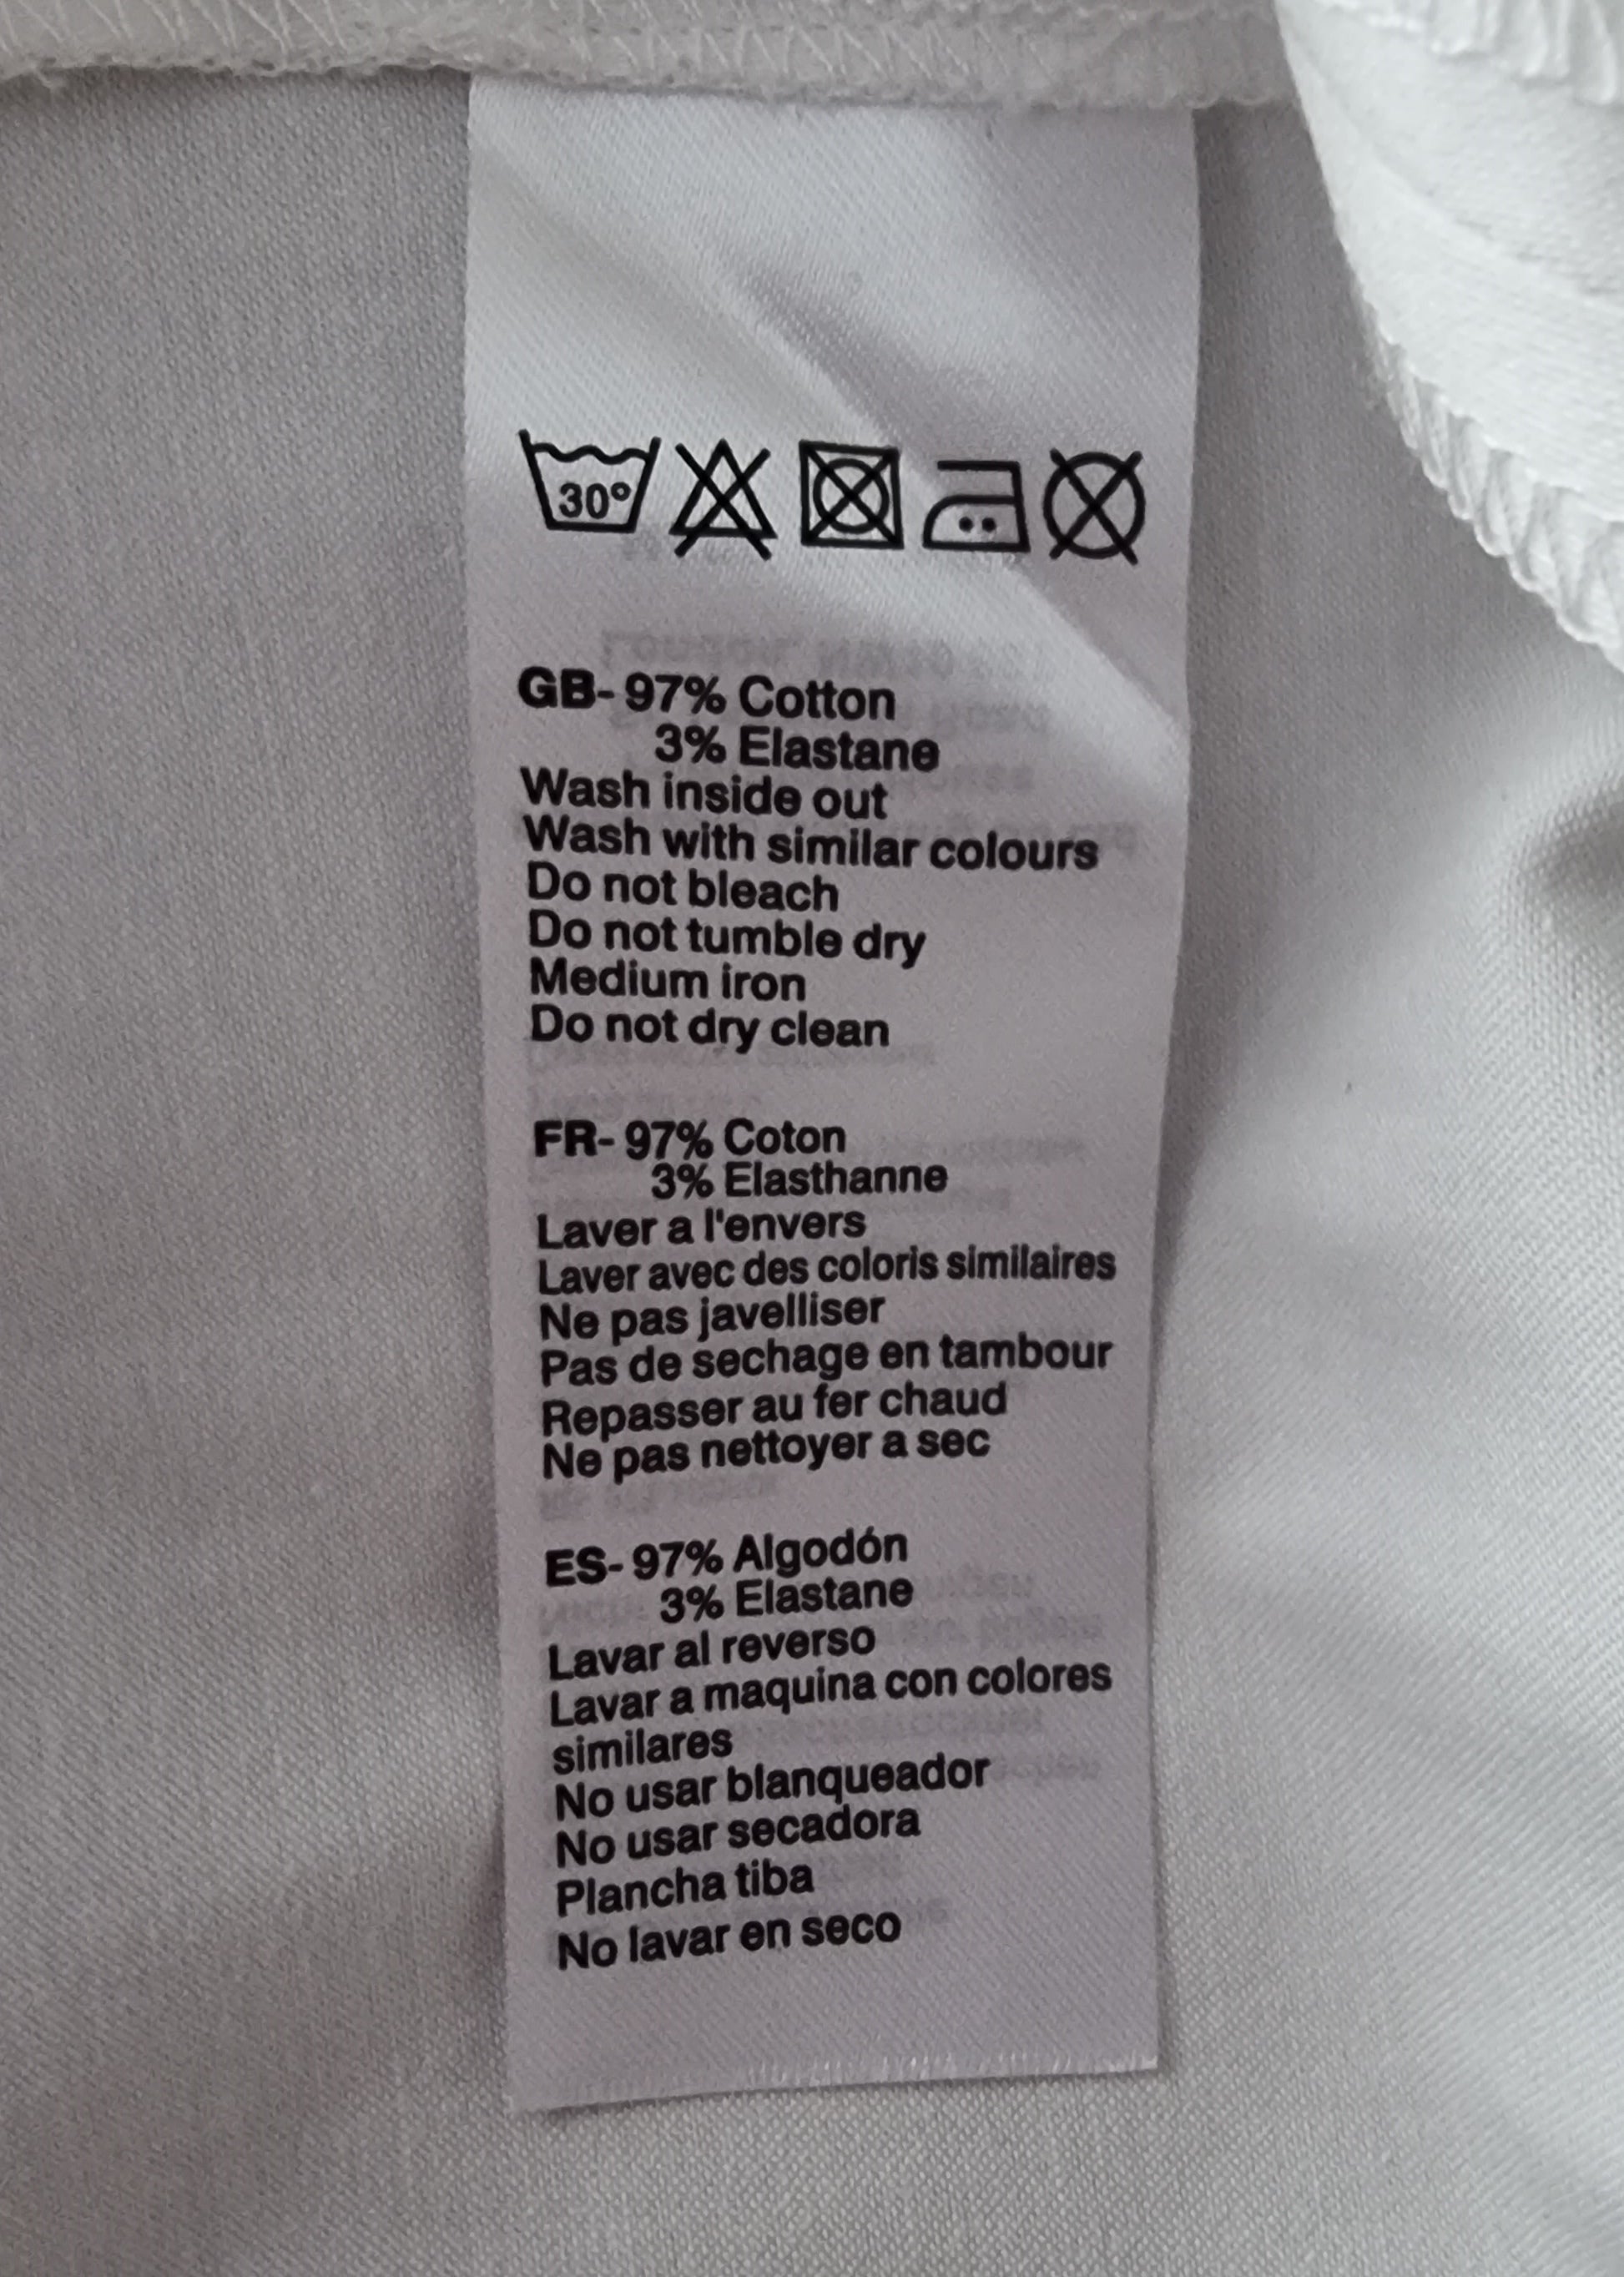 30°
GB- 97% Cotton
3% Elastane
Wash inside out
Wash with similar colours
Do not bleach
Do not tumble dry
Medium iron
Do not dry clean
FR- 97% Coton
3% Elasthanne
Laver a l'envers
Laver avec des coloris similaires
Ne pas javelliser
Pas de sechage en tambour
Repasser au fer chaud
Ne pas nettoyer a sec
ES- 97% Algodón
3% Elastane
Lavar al reverso
Lavar a maquina con colores
similares
No usar blanqueador
No usar secadora
Plancha tiba
No lavar en seco